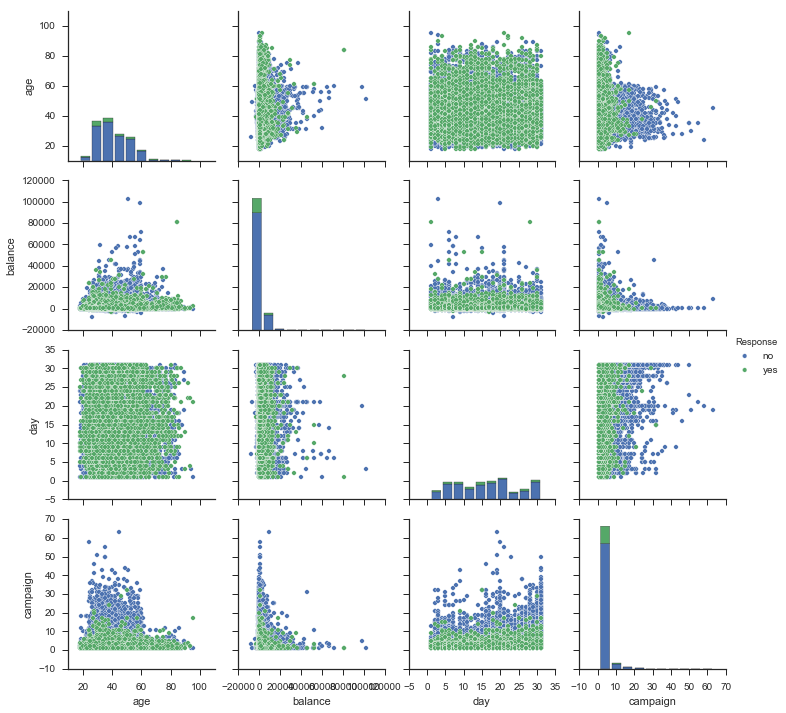 100
80
60
40
20
age
120000
100000
80000
60000
40000
20000
0
−20000
balance
35
30
25
20
15
10
5
0
−5
day
Response
no
yes
70
60
50
40
30
20
10
0
−10
campaign
20 40 60 80 100
−20000 0 20000 40000 60000 80000 100000 120000
−5 0 5 10 15 20 25 30 35
−10 0 10 20 30 40 50 60 70
age balance day campaign